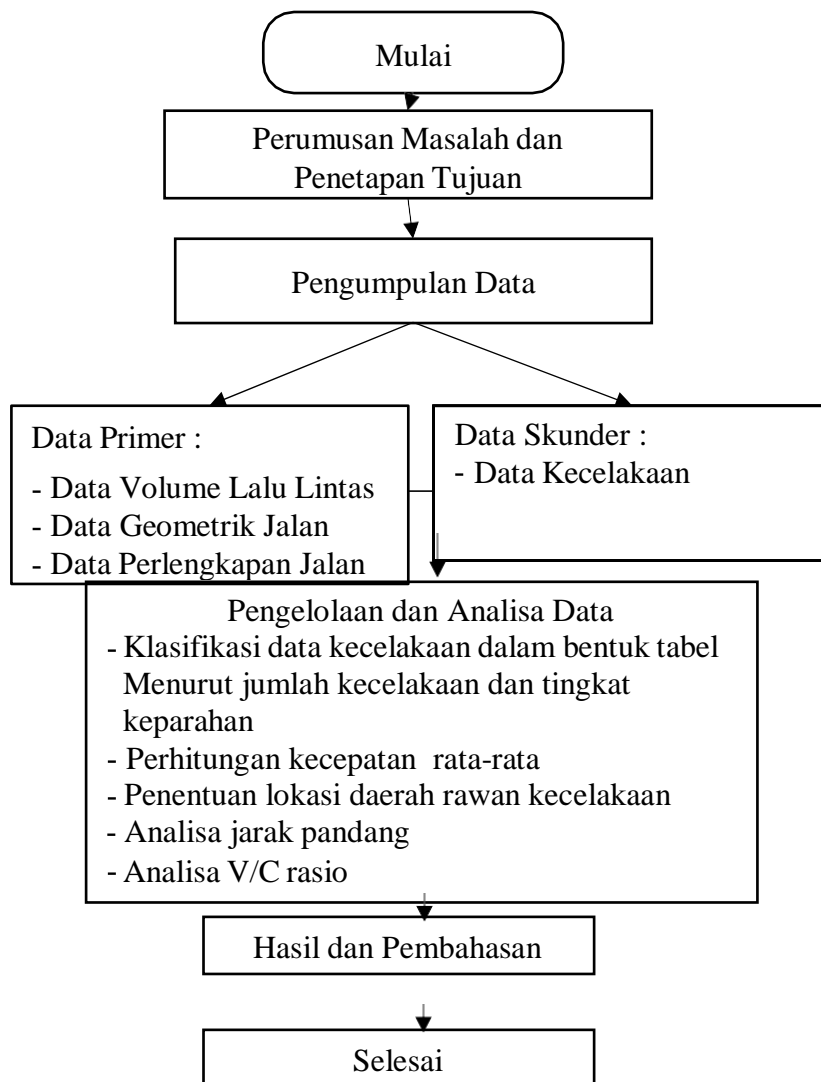 Mulai
Perumusan Masalah dan
Penetapan Tujuan
Pengumpulan Data
Data Primer :
- Data Volume Lalu Lintas
- Data Geometrik Jalan
- Data Perlengkapan Jalan
Data Skunder :
- Data Kecelakaan
Pengelolaan dan Analisa Data
- Klasifikasi data kecelakaan dalam bentuk tabel
Menurut jumlah kecelakaan dan tingkat
keparahan
- Perhitungan kecepatan rata-rata
- Penentuan lokasi daerah rawan kecelakaan
- Analisa jarak pandang
- Analisa V/C rasio
Hasil dan Pembahasan
Selesai